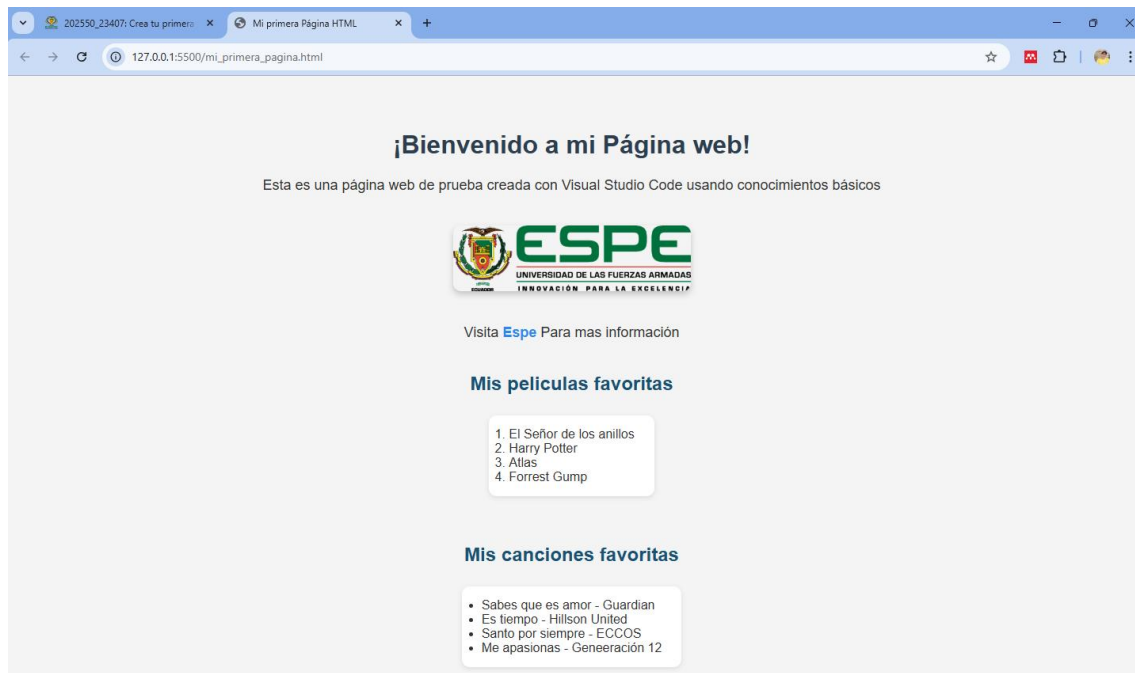 202550_23407: Crea tu primera
Mi primera Página HTML
127.0.0.1:5500/mi_primera_pagina.html
¡Bienvenido a mi Página web!
Esta es una página web de prueba creada con Visual Studio Code usando conocimientos básicos
ESPE
UNIVERSIDAD DE LAS FUERZAS ARMADAS
INNOVACIÓN PARA LA EXCELENCIA
ECUADOR
Visita Espe Para mas información
Mis peliculas favoritas
1. El Señor de los anillos
2. Harry Potter
3. Atlas
4. Forrest Gump
Mis canciones favoritas
• Sabes que es amor - Guardian
• Es tiempo - Hillson United
• Santo por siempre - ECCOS
• Me apasionas - Geneeración 12